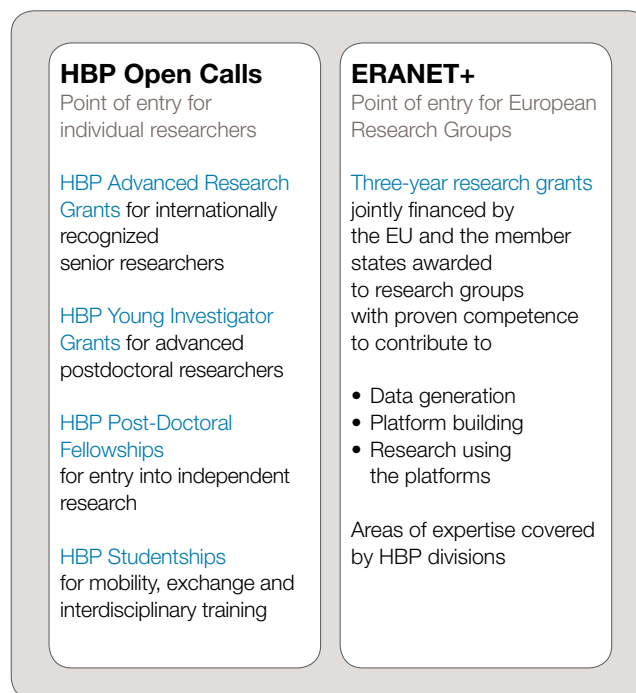 HBP Open Calls
Point of entry for
individual researchers
HBP Advanced Research
Grants for internationally
recognized
senior researchers
HBP Young Investigator
Grants for advanced
postdoctoral researchers
HBP Post-Doctoral
Fellowships
for entry into independent
research
HBP Studentships
for mobility, exchange and
interdisciplinary training
ERANET+
Point of entry for European
Research Groups
Three-year research grants
jointly financed by
the EU and the member
states awarded
to research groups
with proven competence
to contribute to
• Data generation
• Platform building
• Research using
the platforms
Areas of expertise covered
by HBP divisions